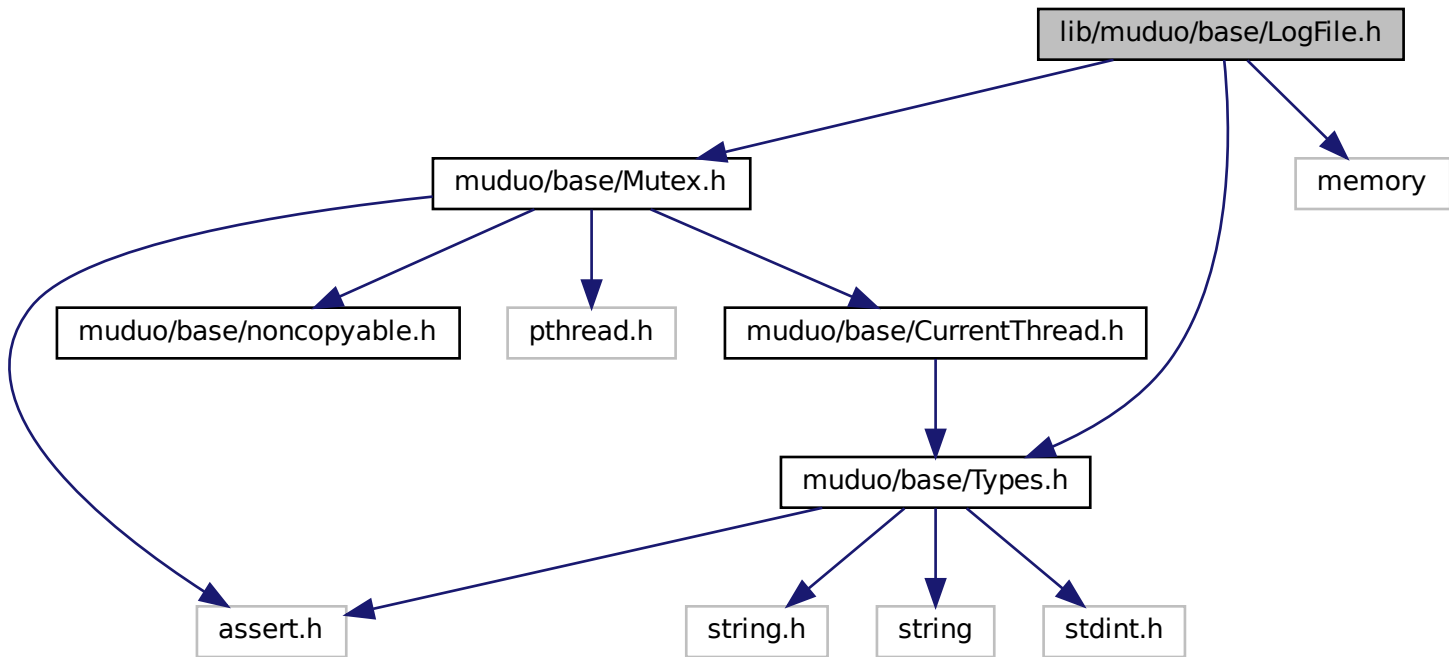 lib/muduo/base/LogFile.h
muduo/base/Mutex.h
memory
muduo/base/noncopyable.h
pthread.h
muduo/base/CurrentThread.h
muduo/base/Types.h
assert.h
string.h
string
stdint.h